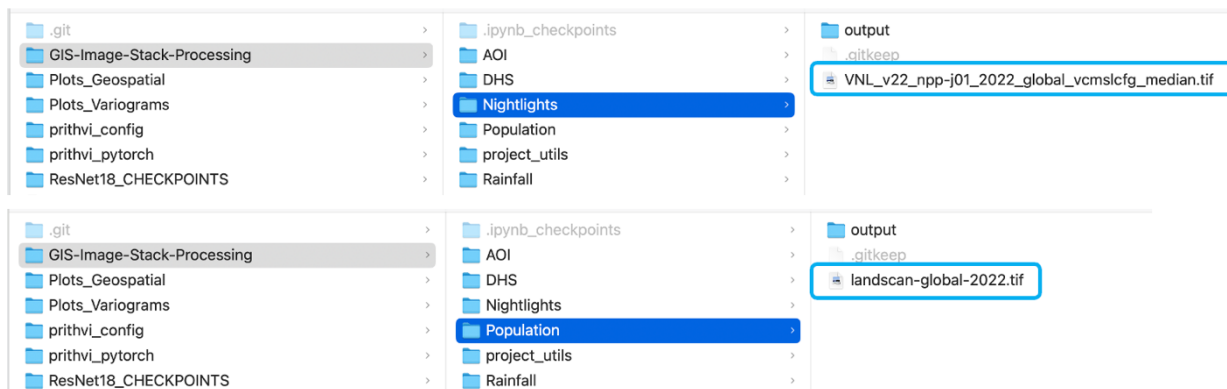 .git
GIS-Image-Stack-Processing
Plots_Geospatial
Plots_Variograms
prithvi_config
prithvi_pytorch
ResNet18_CHECKPOINTS
.ipynb_checkpoints
AOI
DHS
Nightlights
Population
project_utils
Rainfall
output
.gitkeep
VNL_v22_npp-j01_2022_global_vcmslcfg_median.tif
.git
GIS-Image-Stack-Processing
Plots_Geospatial
Plots_Variograms
prithvi_config
prithvi_pytorch
ResNet18_CHECKPOINTS
.ipynb_checkpoints
AOI
DHS
Nightlights
Population
project_utils
Rainfall
output
.gitkeep
landscan-global-2022.tif